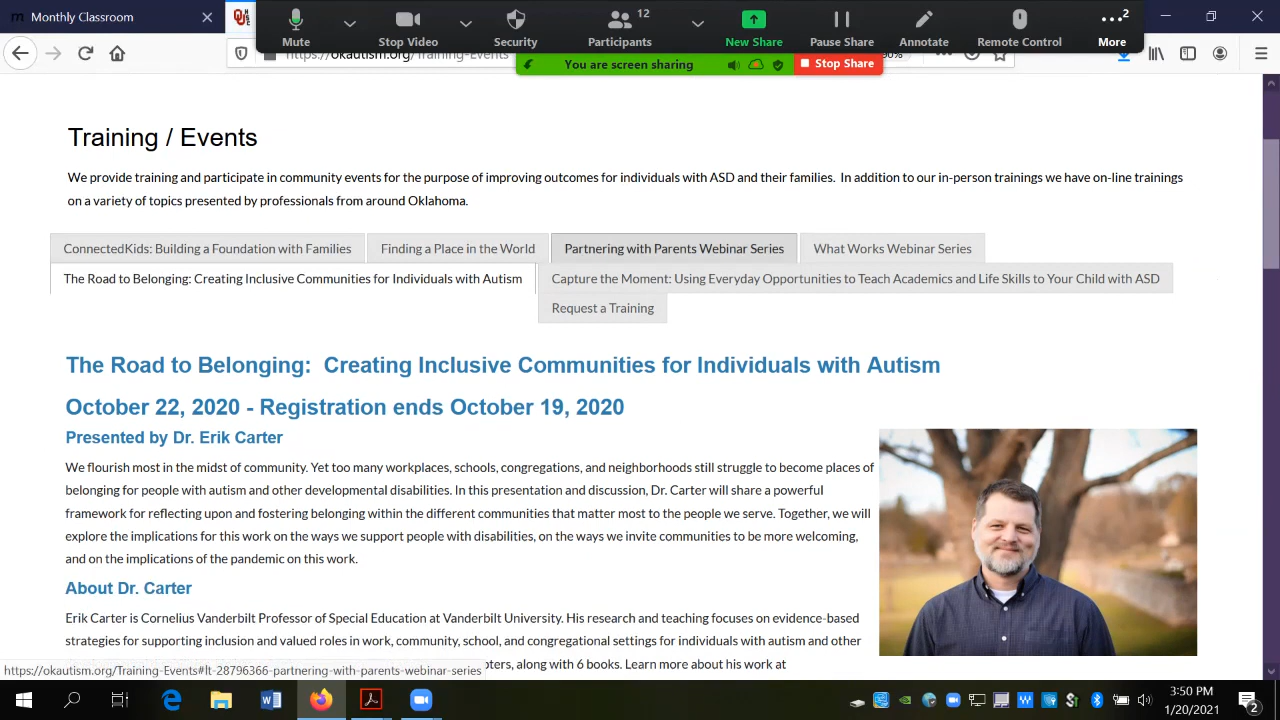 Monthly Classroom
Mute
Stop Video
Security
12
Participants
New Share
Pause Share
Annotate
Remote Control
2
More
https://okautism.org/Training-Events
You are screen sharing
Stop Share
Training / Events
We provide training and participate in community events for the purpose of improving outcomes for individuals with ASD and their families. In addition to our in-person trainings we have on-line trainings
on a variety of topics presented by professionals from around Oklahoma.
ConnectedKids: Building a Foundation with Families
Finding a Place in the World
Partnering with Parents Webinar Series
What Works Webinar Series
The Road to Belonging: Creating Inclusive Communities for Individuals with Autism
Capture the Moment: Using Everyday Opportunities to Teach Academics and Life Skills to Your Child with ASD
Request a Training
The Road to Belonging: Creating Inclusive Communities for Individuals with Autism
October 22, 2020 - Registration ends October 19, 2020
Presented by Dr. Erik Carter
We flourish most in the midst of community. Yet too many workplaces, schools, congregations, and neighborhoods still struggle to become places of
belonging for people with autism and other developmental disabilities. In this presentation and discussion, Dr. Carter will share a powerful
framework for reflecting upon and fostering belonging within the different communities that matter most to the people we serve. Together, we will
explore the implications for this work on the ways we support people with disabilities, on the ways we invite communities to be more welcoming,
and on the implications of the pandemic on this work.
About Dr. Carter
Erik Carter is Cornelius Vanderbilt Professor of Special Education at Vanderbilt University. His research and teaching focuses on evidence-based
strategies for supporting inclusion and valued roles in work, community, school, and congregational settings for individuals with autism and other
along with 6 books. Learn more about his work at
https://okautism.org/Training-Events#lt-28796366-partnering-with-parents-webinar-series
3:50 PM
1/20/2021
2